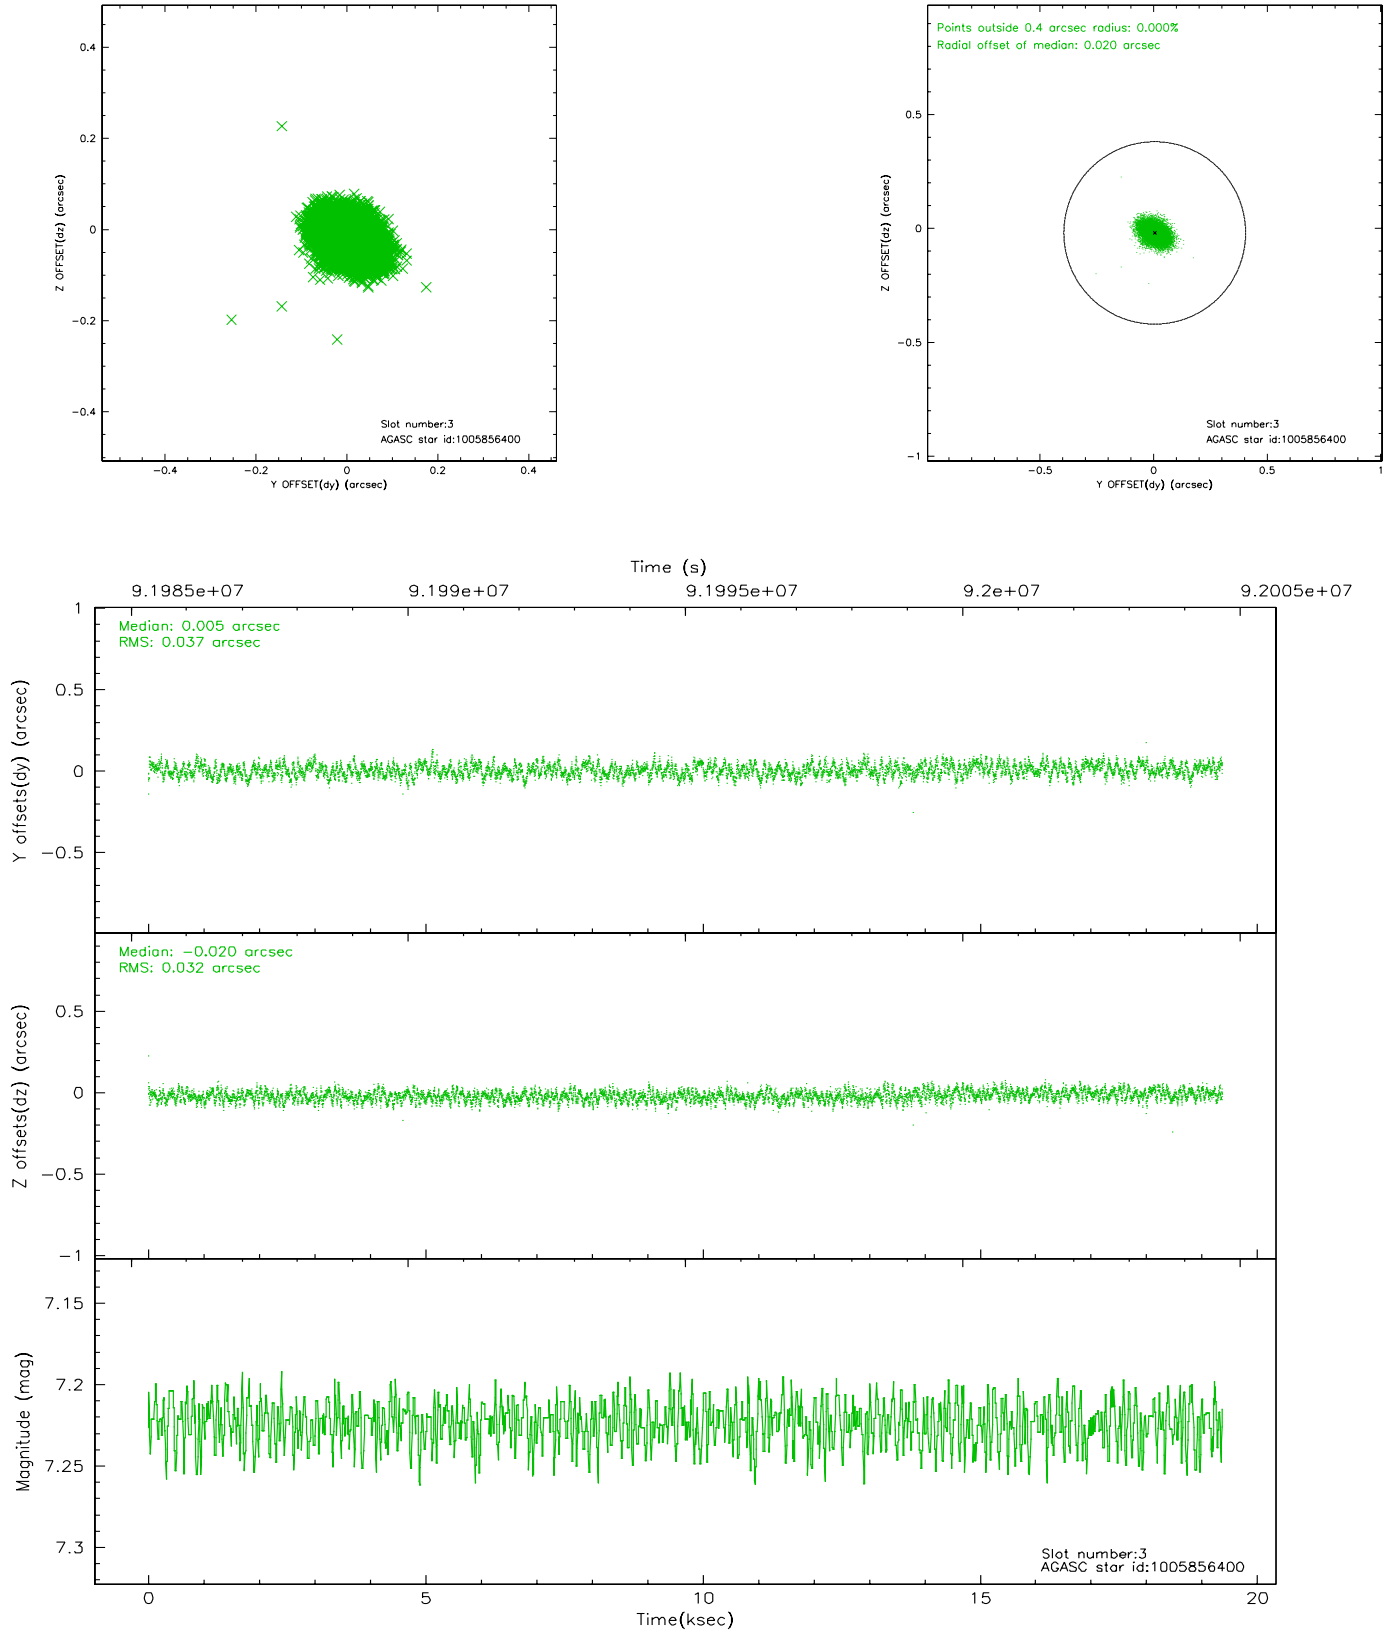 0.4
0.2
0
−0.2
−0.4
Z OFFSET(dz) (arcsec)
Slot number:3
AGASC star id:1005856400
−0.4 −0.2 0 0.2 0.4
Y OFFSET(dy) (arcsec)
Points outside 0.4 arcsec radius: 0.000%
Radial offset of median: 0.020 arcsec
0.5
0
−0.5
−1
Z OFFSET(dz) (arcsec)
Slot number:3
AGASC star id:1005856400
−0.5 0 0.5 1
Y OFFSET(dy) (arcsec)
Time (s)
9.1985e+07 9.199e+07 9.1995e+07 9.2e+07 9.2005e+07
Median: 0.005 arcsec
RMS: 0.037 arcsec
1
0.5
0
−0.5
Y offsets(dy) (arcsec)
Median: −0.020 arcsec
RMS: 0.032 arcsec
0.5
0
−0.5
−1
Z offsets(dz) (arcsec)
7.15
7.2
7.25
7.3
Magnitude (mag)
Slot number:3
AGASC star id:1005856400
0 5 10 15 20
Time(ksec)